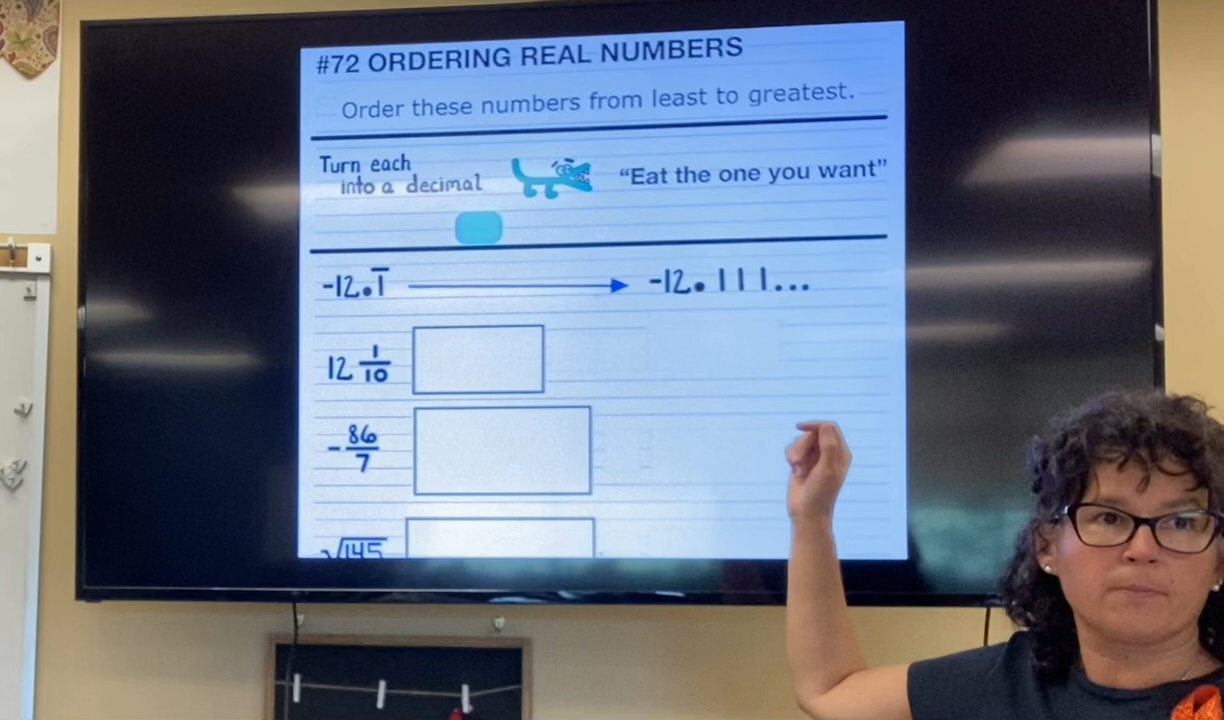 #72 ORDERING REAL NUMBERS
Order these numbers from least to greatest.
Turn each
into a decimal
“Eat the one you want”
-12.1̅ → -12.111...
12 1/10
- 86/7
√145